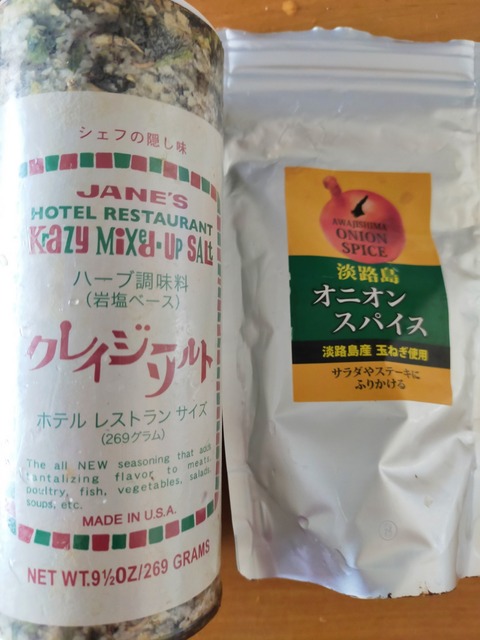 シェフの隠し味
JANE'S
HOTEL RESTAURANT
KRAZY MIXED-UP SALT
ハーブ調味料
(岩塩ベース)
クレイジーソルト
ホテル レストラン サイズ
(269グラム)
The all NEW seasoning that adds
tantalizing flavor to meats,
poultry, fish, vegetables, salads,
soups, etc.
MADE IN U.S.A.
NET WT.9½OZ/269 GRAMS
AWAJISHIMA
ONION
SPICE
淡路島
オニオン
スパイス
淡路島産 玉ねぎ使用
サラダやステーキに
ふりかける